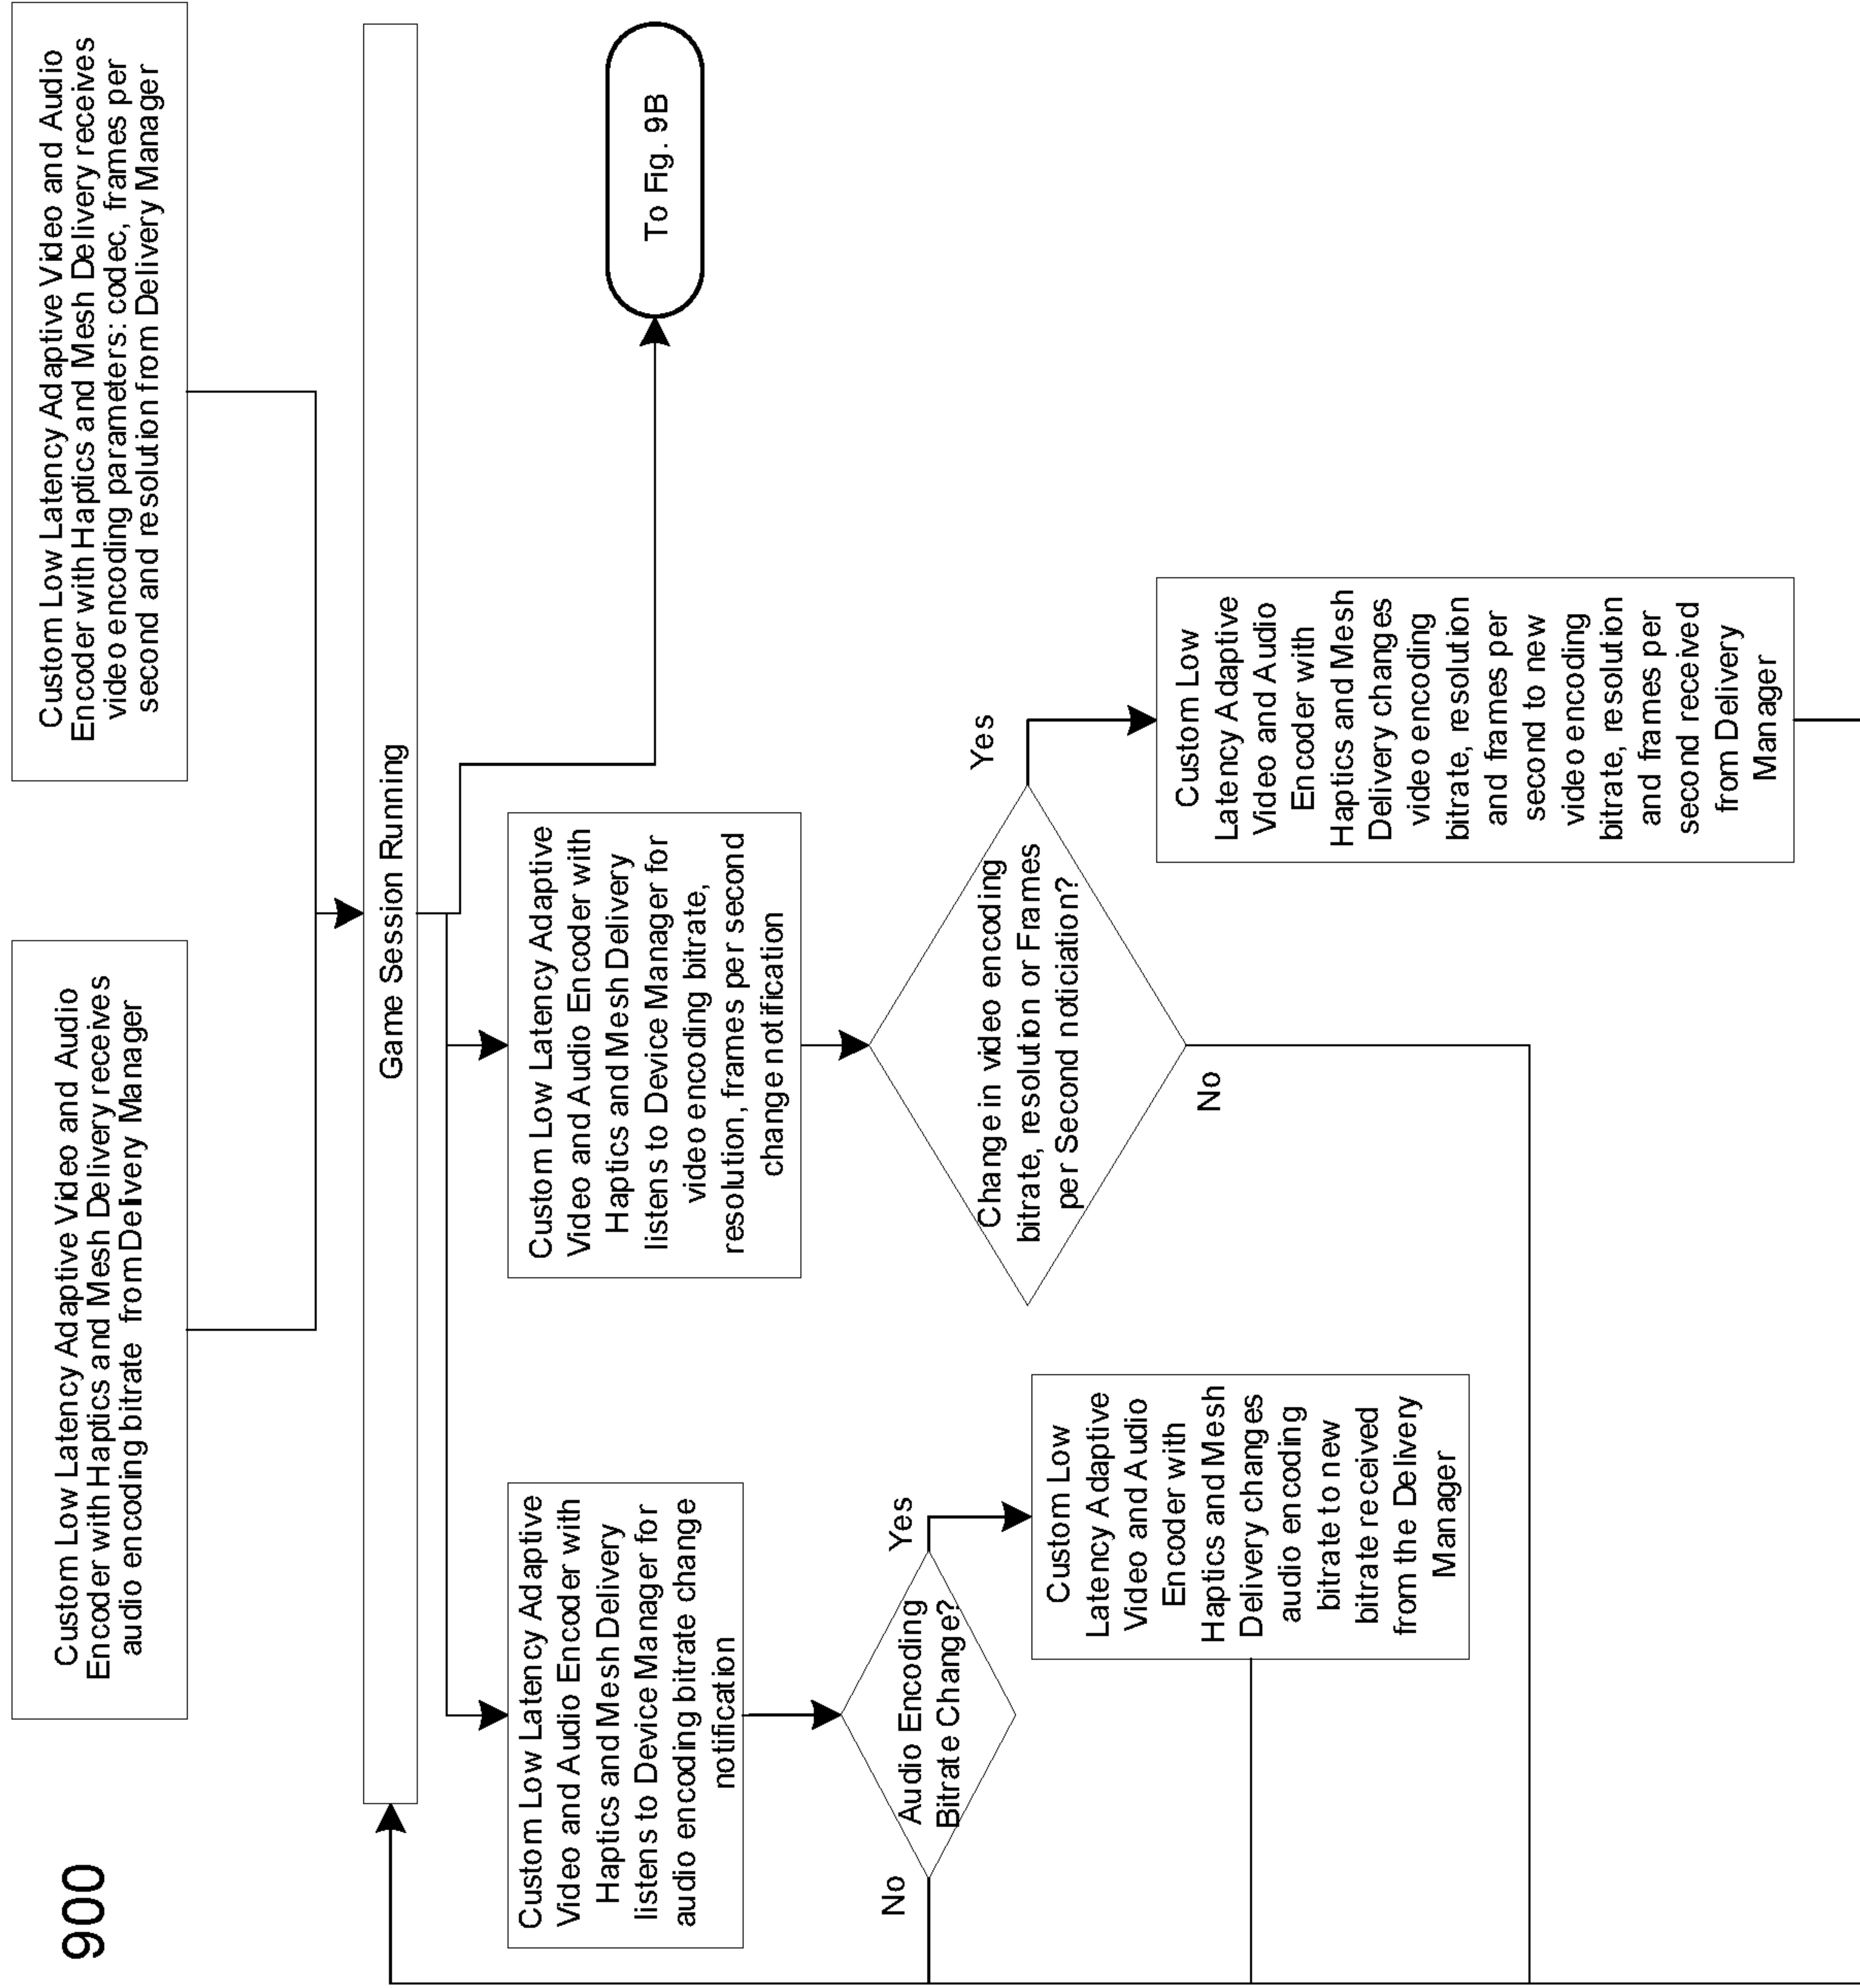 900
Custom Low Latency Adaptive Video and Audio
Encoder with Haptics and Mesh Delivery receives
audio encoding bitrate from Delivery Manager
Custom Low Latency Adaptive Video and Audio
Encoder with Haptics and Mesh Delivery receives
video encoding parameters: codec, frames per
second and resolution from Delivery Manager
Game Session Running
Custom Low Latency Adaptive
Video and Audio Encoder with
Haptics and Mesh Delivery
listens to Device Manager for
audio encoding bitrate change
notification
Custom Low Latency Adaptive
Video and Audio Encoder with
Haptics and Mesh Delivery
listens to Device Manager for
video encoding bitrate,
resolution, frames per second
change notification
To Fig. 9B
No
Audio Encoding
Bitrate Change?
Yes
Custom Low
Latency Adaptive
Video and Audio
Encoder with
Haptics and Mesh
Delivery changes
audio encoding
bitrate to new
bitrate received
from the Delivery
Manager
Change in video encoding
bitrate, resolution or Frames
per Second noticiation?
Yes
No
Custom Low
Latency Adaptive
Video and Audio
Encoder with
Haptics and Mesh
Delivery changes
video encoding
bitrate, resolution
and frames per
second to new
video encoding
bitrate, resolution
and frames per
second received
from Delivery
Manager